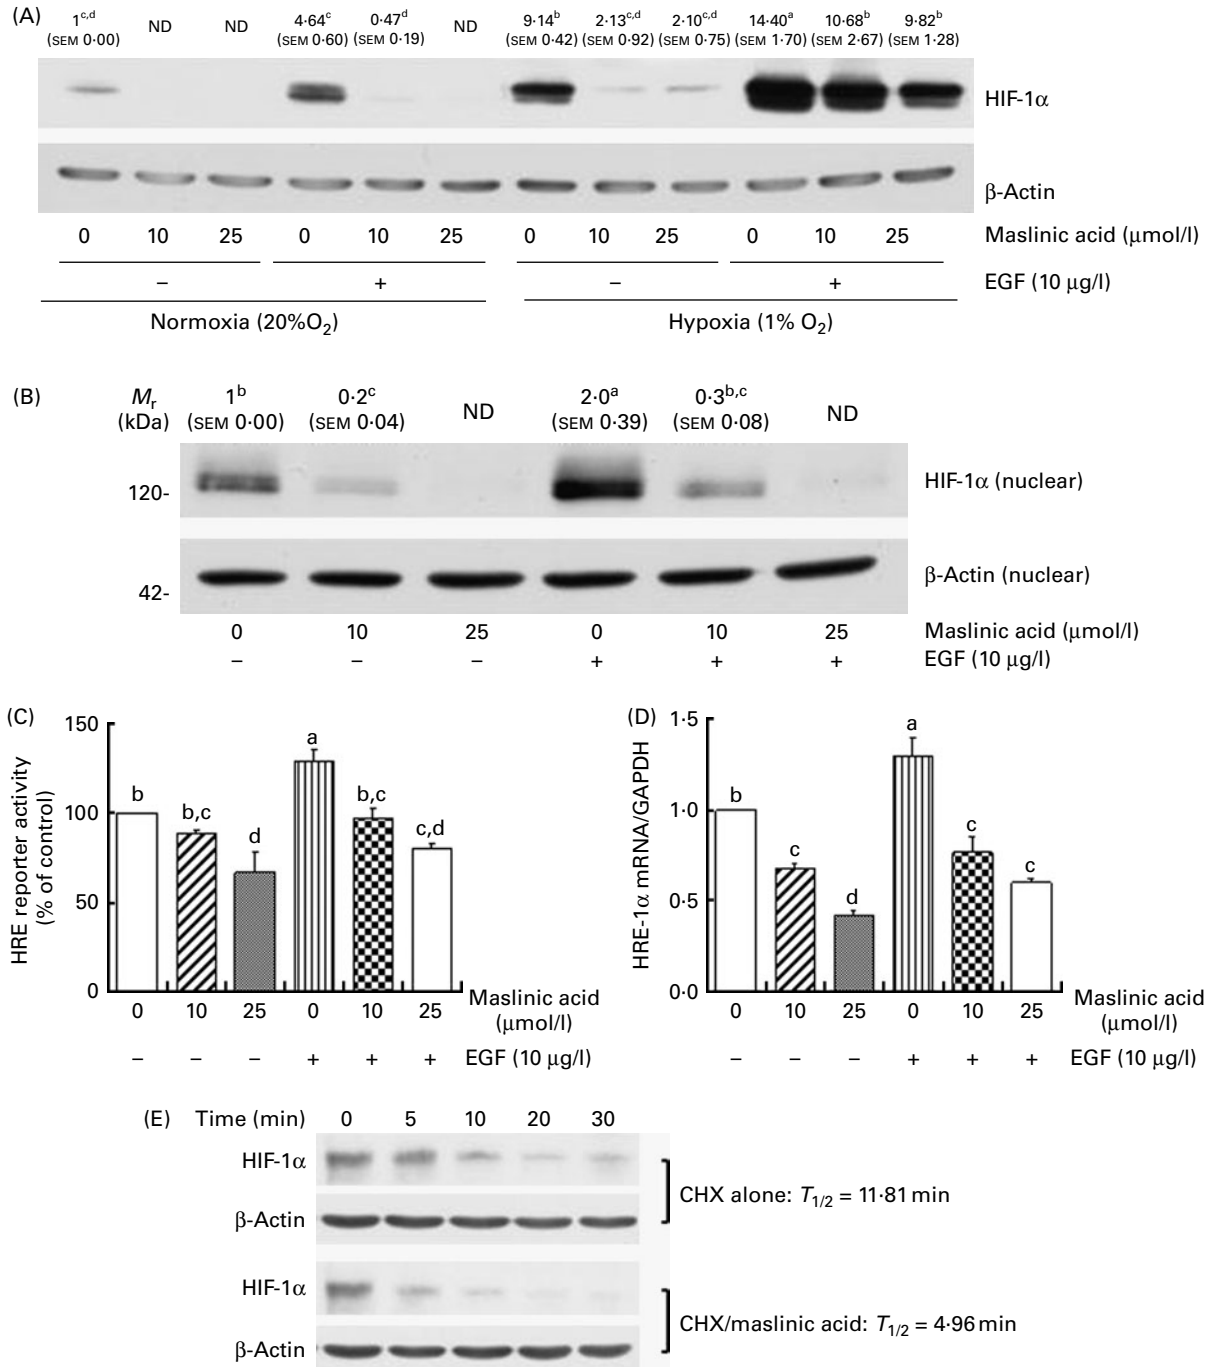 (A)
1c,d ND ND 4·64c 0·47d ND 9·14b 2·13c,d 2·10c,d 14·40a 10·68b 9·82b
(SEM 0·00) (SEM 0·60) (SEM 0·19) (SEM 0·42) (SEM 0·92) (SEM 0·75) (SEM 1·70) (SEM 2·67) (SEM 1·28)
HIF-1α
β-Actin
0 10 25 0 10 25 0 10 25 0 10 25 Maslinic acid (μmol/l)
– + – + EGF (10 μg/l)
Normoxia (20%O2) Hypoxia (1% O2)
(B)
Mr 1b 0·2c ND 2·0a 0·3b,c ND
(kDa) (SEM 0·00) (SEM 0·04) (SEM 0·39) (SEM 0·08)
120- HIF-1α (nuclear)
42- β-Actin (nuclear)
0 10 25 0 10 25 Maslinic acid (μmol/l)
– – – + + + EGF (10 μg/l)
(C)
HRE reporter activity
(% of control)
150
100
50
0
b b,c d a b,c c,d
0 10 25 0 10 25 Maslinic acid
(μmol/l)
– – – + + + EGF (10 μg/l)
(D)
HRE-1α mRNA/GAPDH
1·5
1·0
0·5
0·0
b c d a c c
0 10 25 0 10 25 Maslinic acid
(μmol/l)
– – – + + + EGF (10 μg/l)
(E) Time (min) 0 5 10 20 30
HIF-1α
CHX alone: T1/2 = 11·81 min
β-Actin
HIF-1α
CHX/maslinic acid: T1/2 = 4·96 min
β-Actin